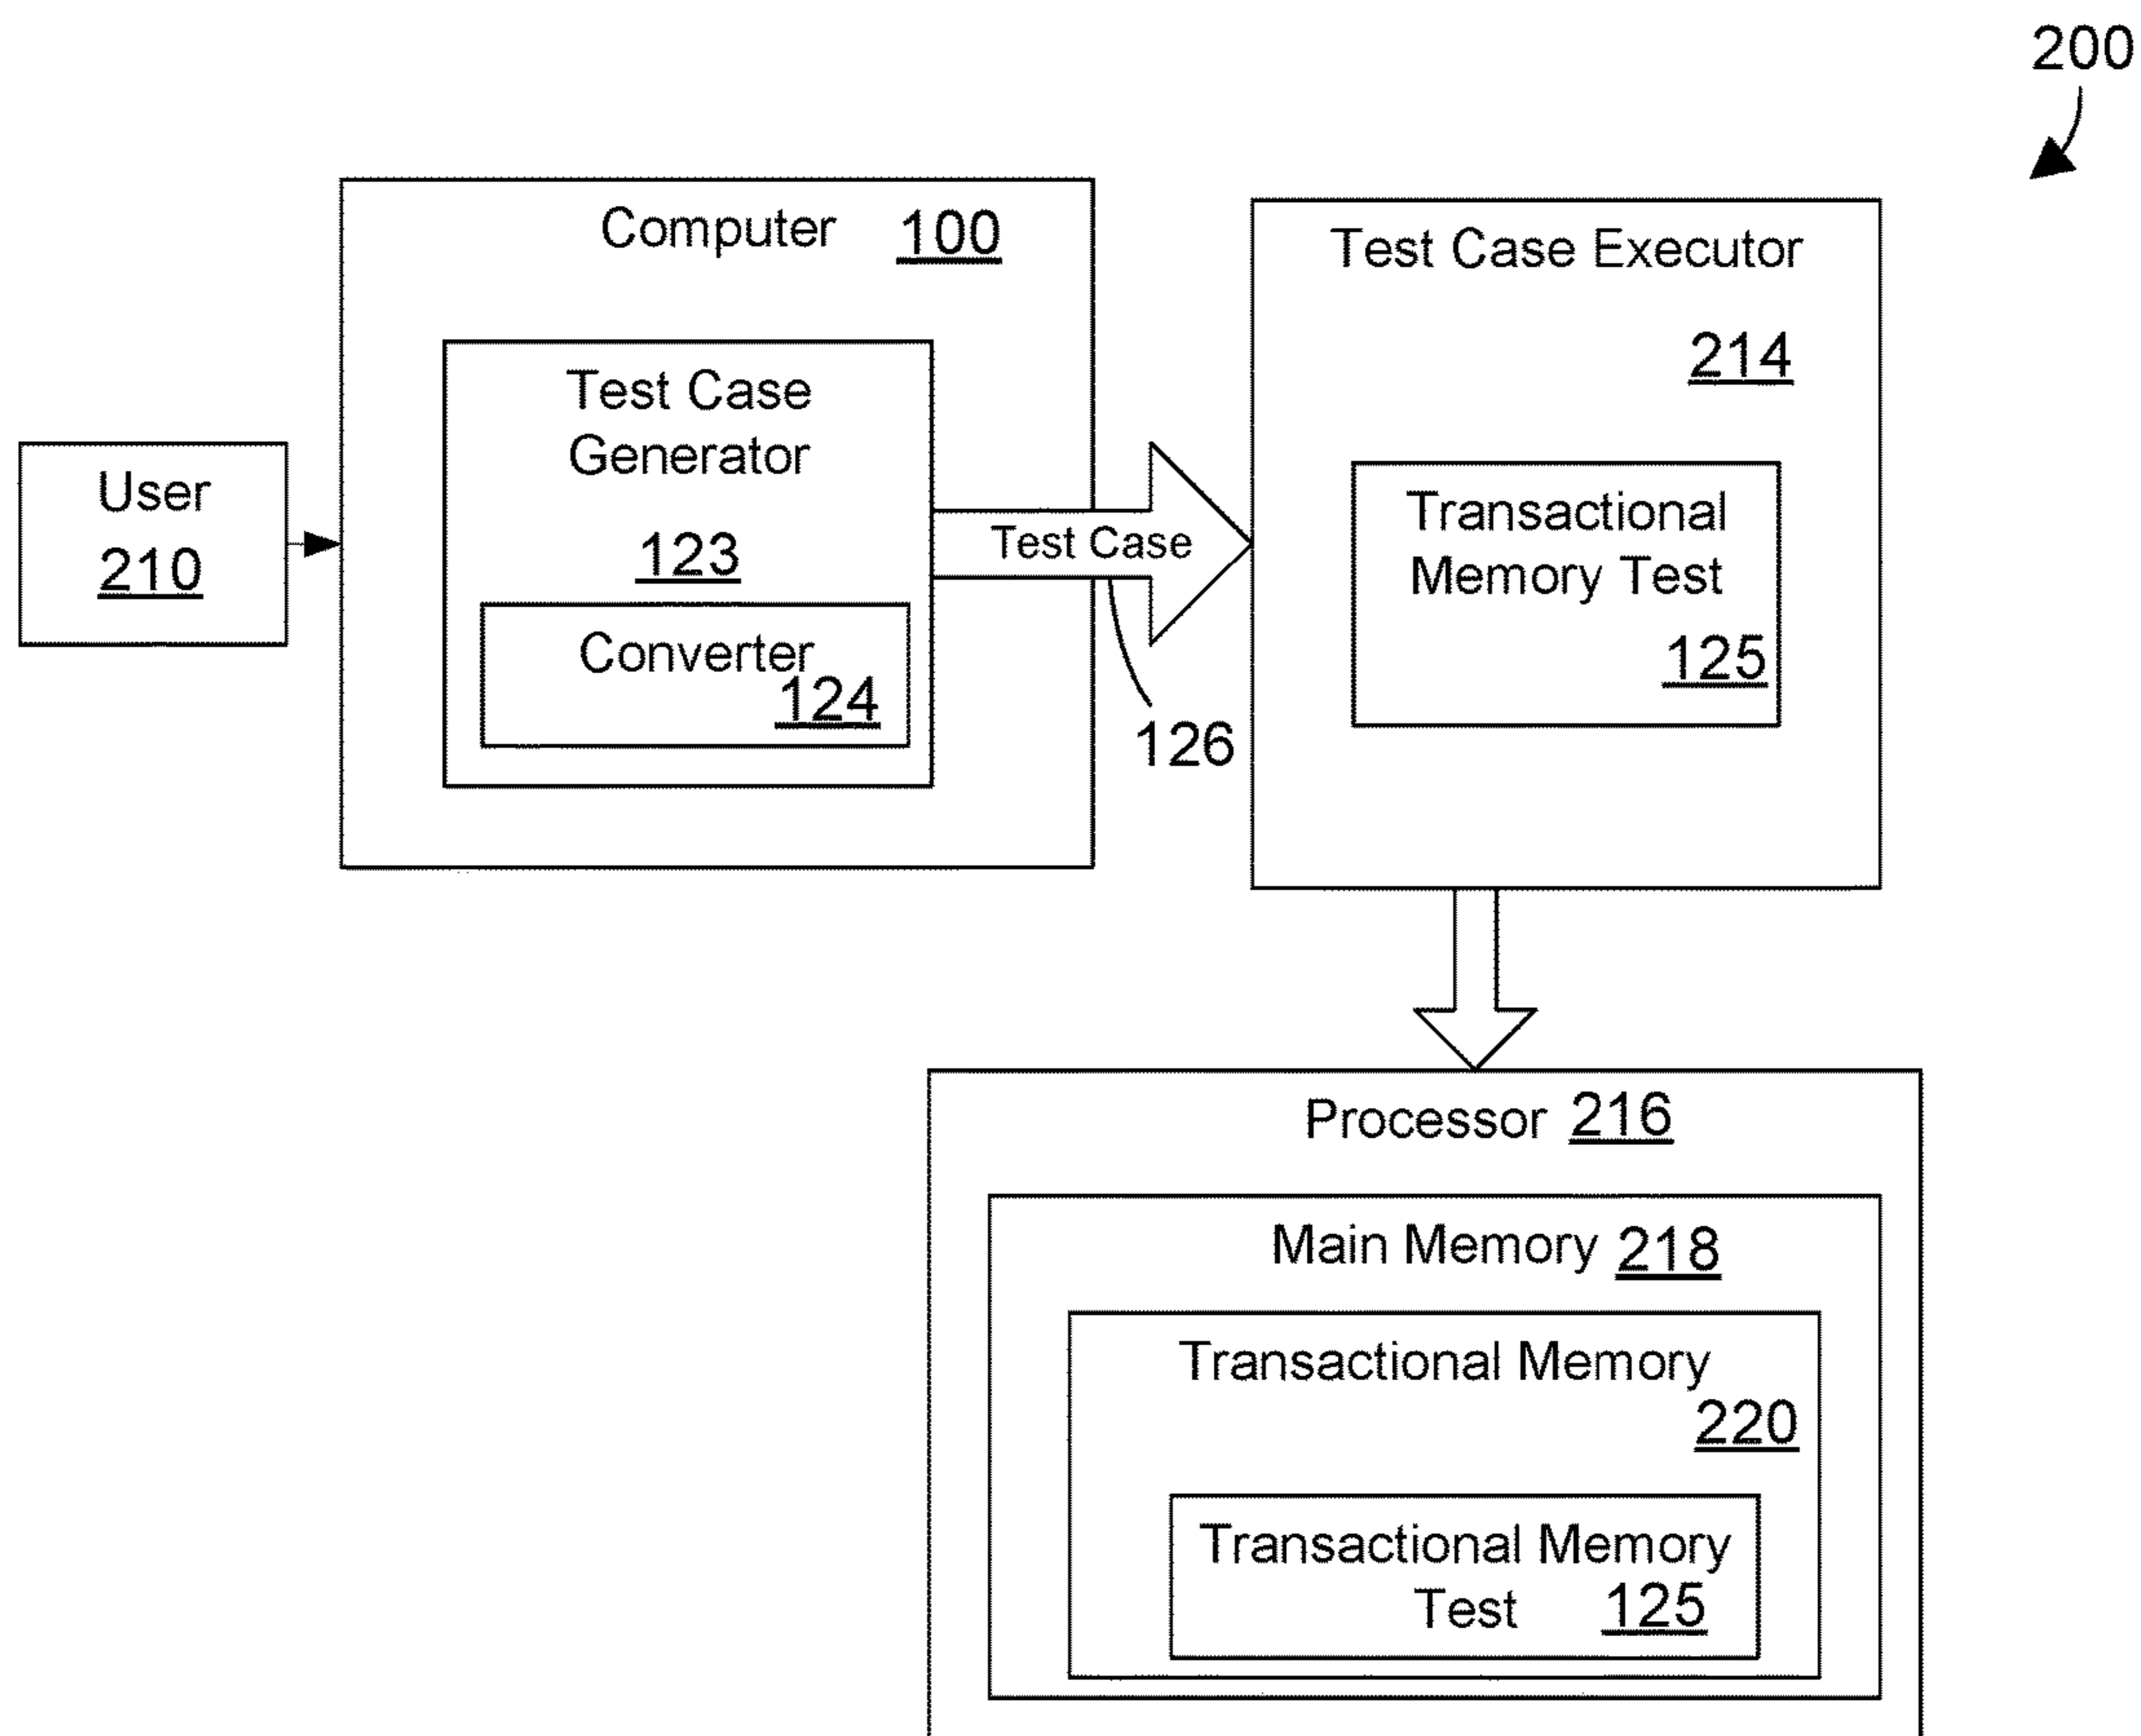 200
Computer 100
Test Case
Generator
123
Converter
124
User
210
Test Case
126
Test Case Executor
214
Transactional
Memory Test
125
Processor 216
Main Memory 218
Transactional Memory
220
Transactional Memory
Test 125